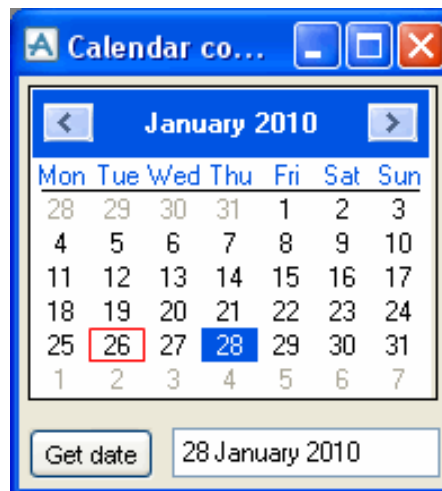 Calendar co...
January 2010
Mon Tue Wed Thu Fri Sat Sun
28 29 30 31 1 2 3
4 5 6 7 8 9 10
11 12 13 14 15 16 17
18 19 20 21 22 23 24
25 26 27 28 29 30 31
1 2 3 4 5 6 7
Get date 28 January 2010